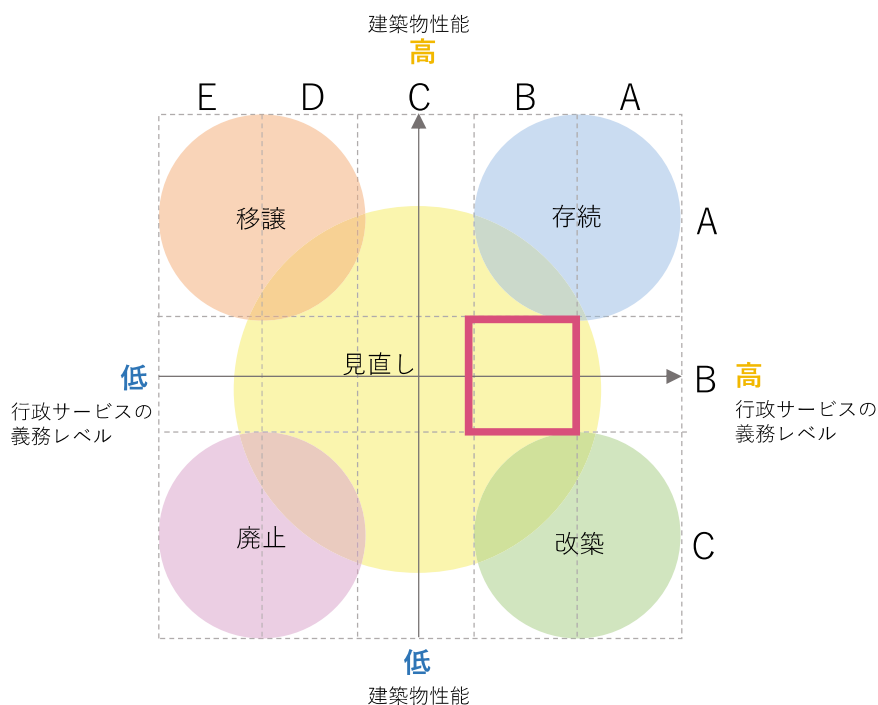 建築物性能
高
E D C B A
移譲
存続
A
見直し
低
B
高
行政サービスの
義務レベル
行政サービスの
義務レベル
廃止
改築
C
低
建築物性能